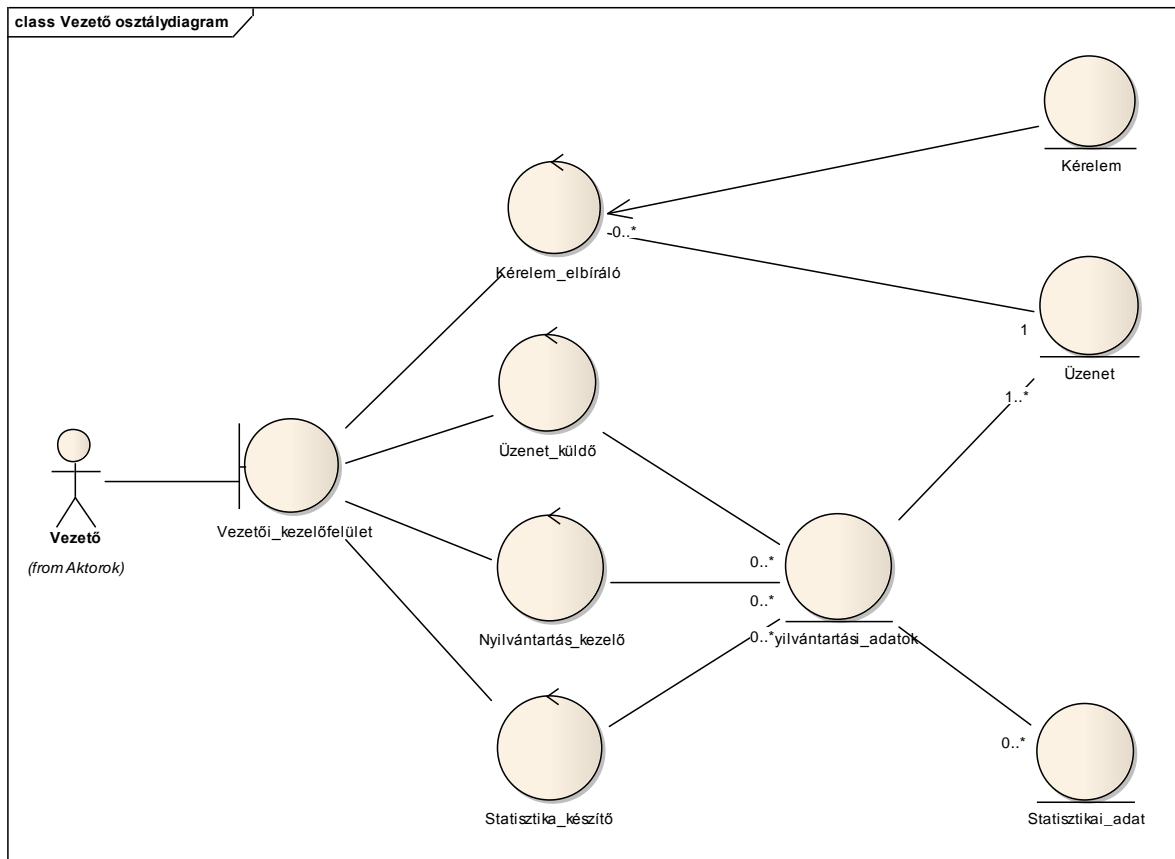 class Vezető osztálydiagram
Kérelem
-0..*
Kérelem_elbíráló
1
Üzenet
1..*
Üzenet_küldő
Vezetői_kezelőfelület
Vezető
(from Aktorok)
0..*
0..*
0..*
yilvántartási_adatok
Nyilvántartás_kezelő
0..*
Statisztika_készítő
Statisztikai_adat